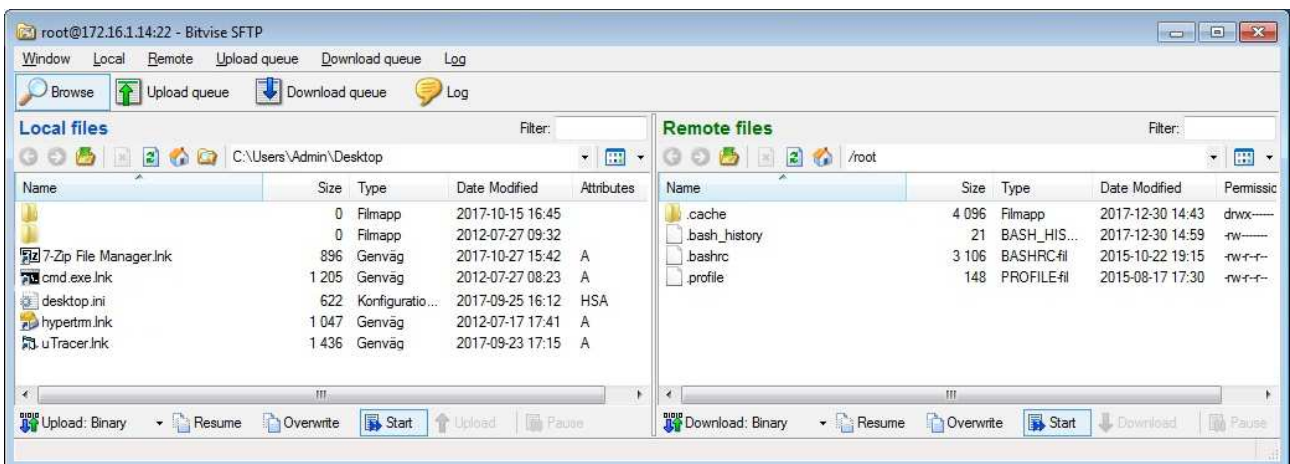 root@172.16.1.14:22 - Bitvise SFTP
Window Local Remote Upload queue Download queue Log
Browse Upload queue Download queue Log
Local files Filter:
C:\Users\Admin\Desktop
Name Size Type Date Modified Attributes
0 Filmapp 2017-10-15 16:45
0 Filmapp 2012-07-27 09:32
7-Zip File Manager.lnk 896 Genväg 2017-10-27 15:42 A
cmd.exe.lnk 1 205 Genväg 2012-07-27 08:23 A
desktop.ini 622 Konfiguratio... 2017-09-25 16:12 HSA
hypertrm.lnk 1 047 Genväg 2012-07-17 17:41 A
uTracer.lnk 1 436 Genväg 2017-09-23 17:15 A
Upload: Binary Resume Overwrite Start Upload Pause
Remote files Filter:
/root
Name Size Type Date Modified Permissic
.cache 4 096 Filmapp 2017-12-30 14:43 drwx------
.bash_history 21 BASH_HIS... 2017-12-30 14:59 -rw-------
.bashrc 3 106 BASHRC-fil 2015-10-22 19:15 -rw-r--r--
.profile 148 PROFILE-fil 2015-08-17 17:30 -rw-r--r--
Download: Binary Resume Overwrite Start Download Pause